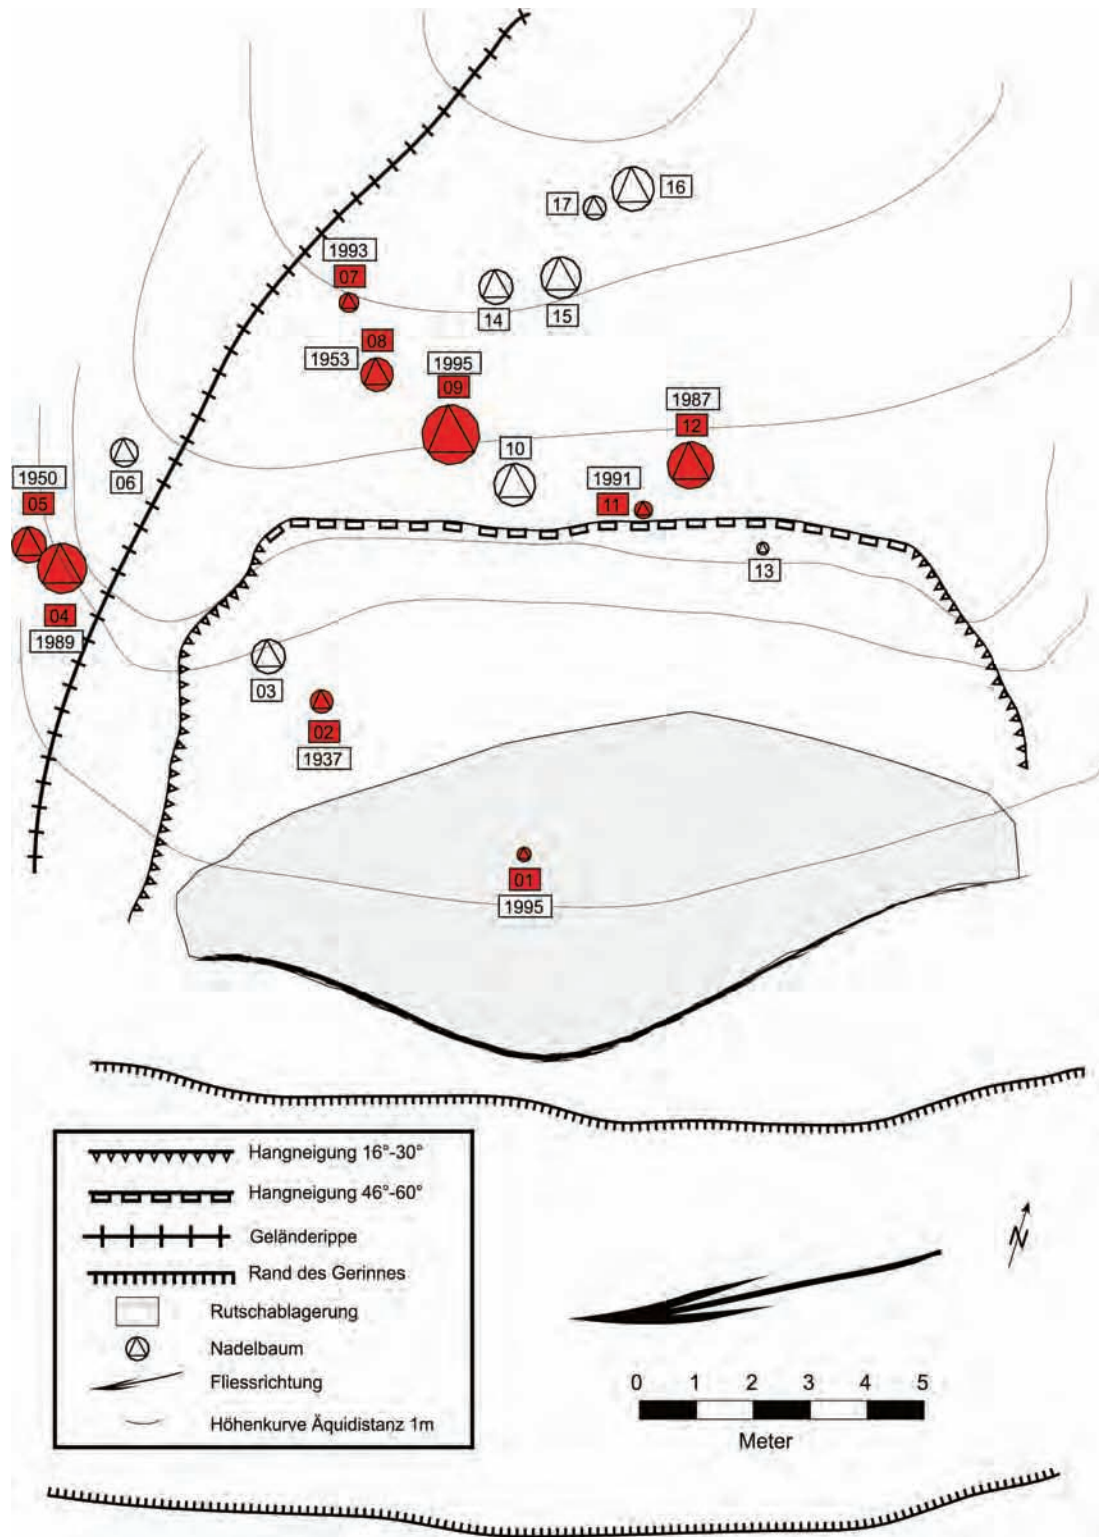 16
17
1993
07
14
15
08
1953
1995
09
1987
12
10
06
1950
05
1991
11
13
04
1989
03
02
1937
01
1995
Hangneigung 16°-30°
Hangneigung 46°-60°
Geländerippe
Rand des Gerinnes
Rutschablagerung
Nadelbaum
Fliessrichtung
Höhenkurve Äquidistanz 1m
N
0 1 2 3 4 5
Meter